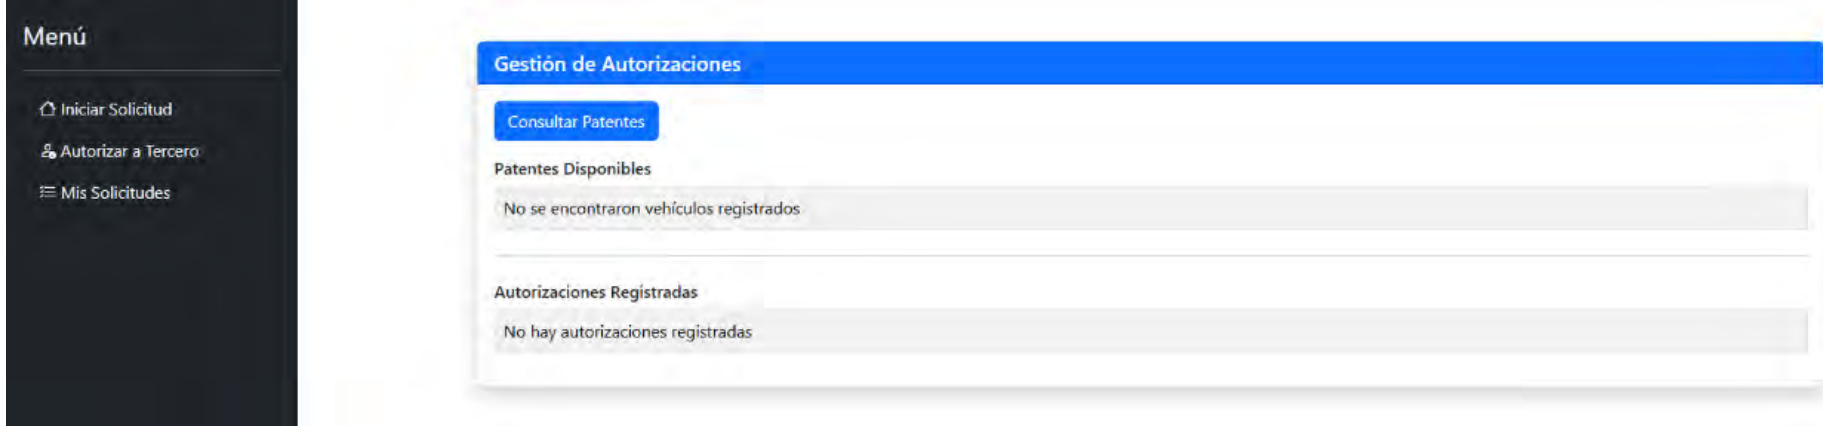 Menú
Iniciar Solicitud
Autorizar a Tercero
Mis Solicitudes
Gestión de Autorizaciones
Consultar Patentes
Patentes Disponibles
No se encontraron vehículos registrados
Autorizaciones Registradas
No hay autorizaciones registradas